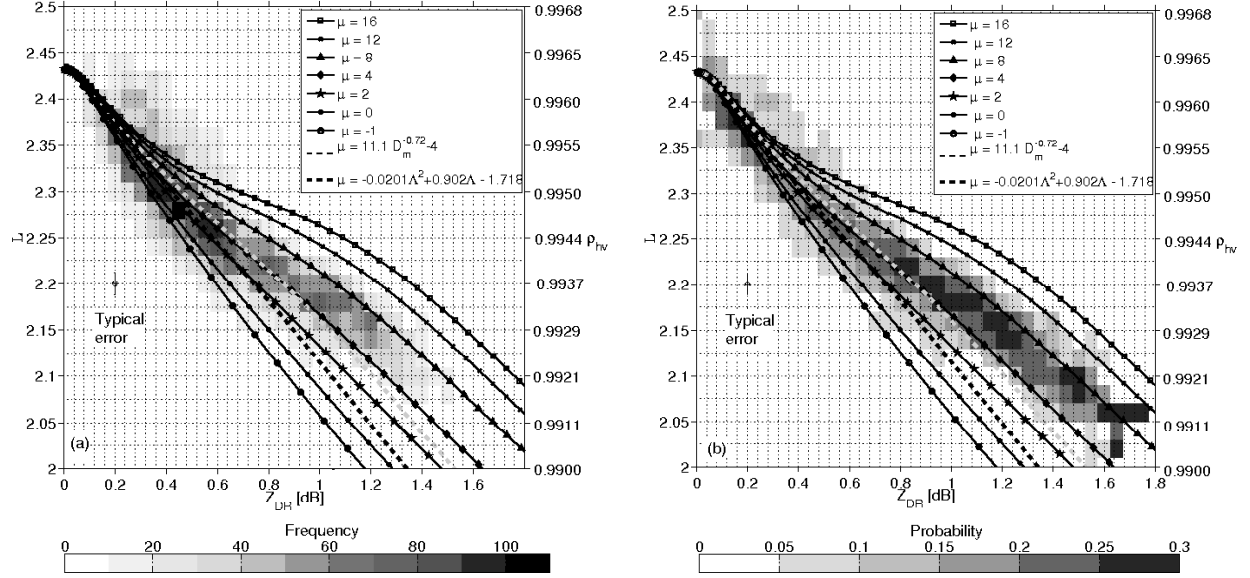 2.5
2.45
2.4
2.35
2.3
2.25
2.2
2.15
2.1
2.05
2
L
0.9968
0.9965
0.9960
0.9955
0.9950
0.9944
0.9937
0.9929
0.9921
0.9911
0.9900
ρhv
μ = 16
μ = 12
μ − 8
μ = 4
μ = 2
μ = 0
μ = -1
μ = 11.1 D_m^-0.72-4
μ = -0.0201Λ²+0.902Λ - 1.718
Typical
error
(a)
0 0.2 0.4 0.6 0.8 1 1.2 1.4 1.6
Z_DR [dB]
Frequency
0 20 40 60 80 100
2.5
2.45
2.4
2.35
2.3
2.25
2.2
2.15
2.1
2.05
2
L
0.9968
0.9965
0.9960
0.9955
0.9950
0.9944
0.9937
0.9929
0.9921
0.9911
0.9900
ρhv
μ = 16
μ = 12
μ = 8
μ = 4
μ = 2
μ = 0
μ = -1
μ = 11.1 D_m^-0.72-4
μ = -0.0201Λ²+0.902Λ - 1.718
Typical
error
(b)
0 0.2 0.4 0.6 0.8 1 1.2 1.4 1.6 1.8
Z_DR [dB]
Probability
0 0.05 0.1 0.15 0.2 0.25 0.3